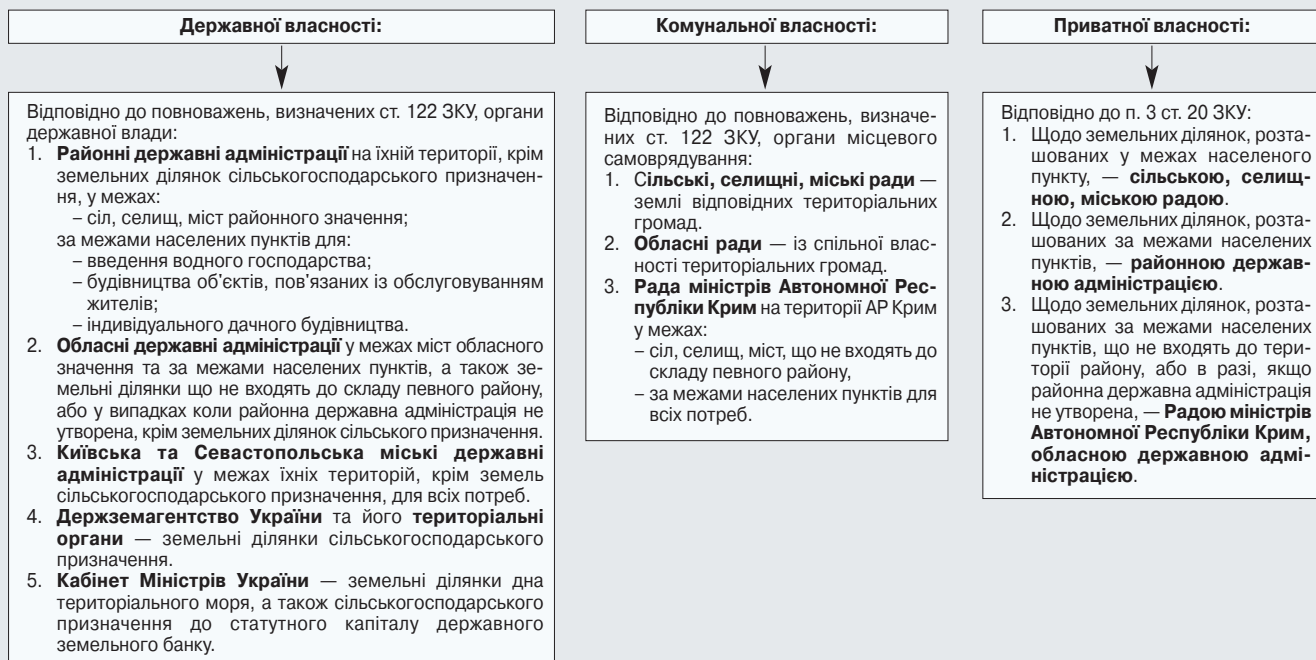 Державної власності:
Відповідно до повноважень, визначених ст. 122 ЗКУ, органи
державної влади:
1. Районні державні адміністрації на їхній території, крім
земельних ділянок сільськогосподарського призначен-
ня, у межах:
– сіл, селищ, міст районного значення;
за межами населених пунктів для:
– введення водного господарства;
– будівництва об’єктів, пов’язаних із обслуговуванням
жителів;
– індивідуального дачного будівництва.
2. Обласні державні адміністрації у межах міст обласного
значення та за межами населених пунктів, а також зе-
мельні ділянки що не входять до складу певного району,
або у випадках коли районна державна адміністрація не
утворена, крім земельних ділянок сільського призначення.
3. Київська та Севастопольська міські державні
адміністрації у межах їхніх територій, крім земель
сільськогосподарського призначення, для всіх потреб.
4. Держземагентство України та його територіальні
органи — земельні ділянки сільськогосподарського
призначення.
5. Кабінет Міністрів України — земельні ділянки дна
територіального моря, а також сільськогосподарського
призначення до статутного капіталу державного
земельного банку.
Комунальної власності:
Відповідно до повноважень, визначе-
них ст. 122 ЗКУ, органи місцевого
самоврядування:
1. Сільські, селищні, міські ради —
землі відповідних територіальних
громад.
2. Обласні ради — із спільної влас-
ності територіальних громад.
3. Рада міністрів Автономної Рес-
публіки Крим на території АР Крим
у межах:
– сіл, селищ, міст, що не входять до
складу певного району,
– за межами населених пунктів для
всіх потреб.
Приватної власності:
Відповідно до п. 3 ст. 20 ЗКУ:
1. Щодо земельних ділянок, розта-
шованих у межах населеного
пункту, — сільською, селищ-
ною, міською радою.
2. Щодо земельних ділянок, розта-
шованих за межами населених
пунктів, — районною держав-
ною адміністрацією.
3. Щодо земельних ділянок, розта-
шованих за межами населених
пунктів, що не входять до тери-
торії району, або в разі, якщо
районна державна адміністрація
не утворена, — Радою міністрів
Автономної Республіки Крим,
обласною державною адмі-
ністрацією.